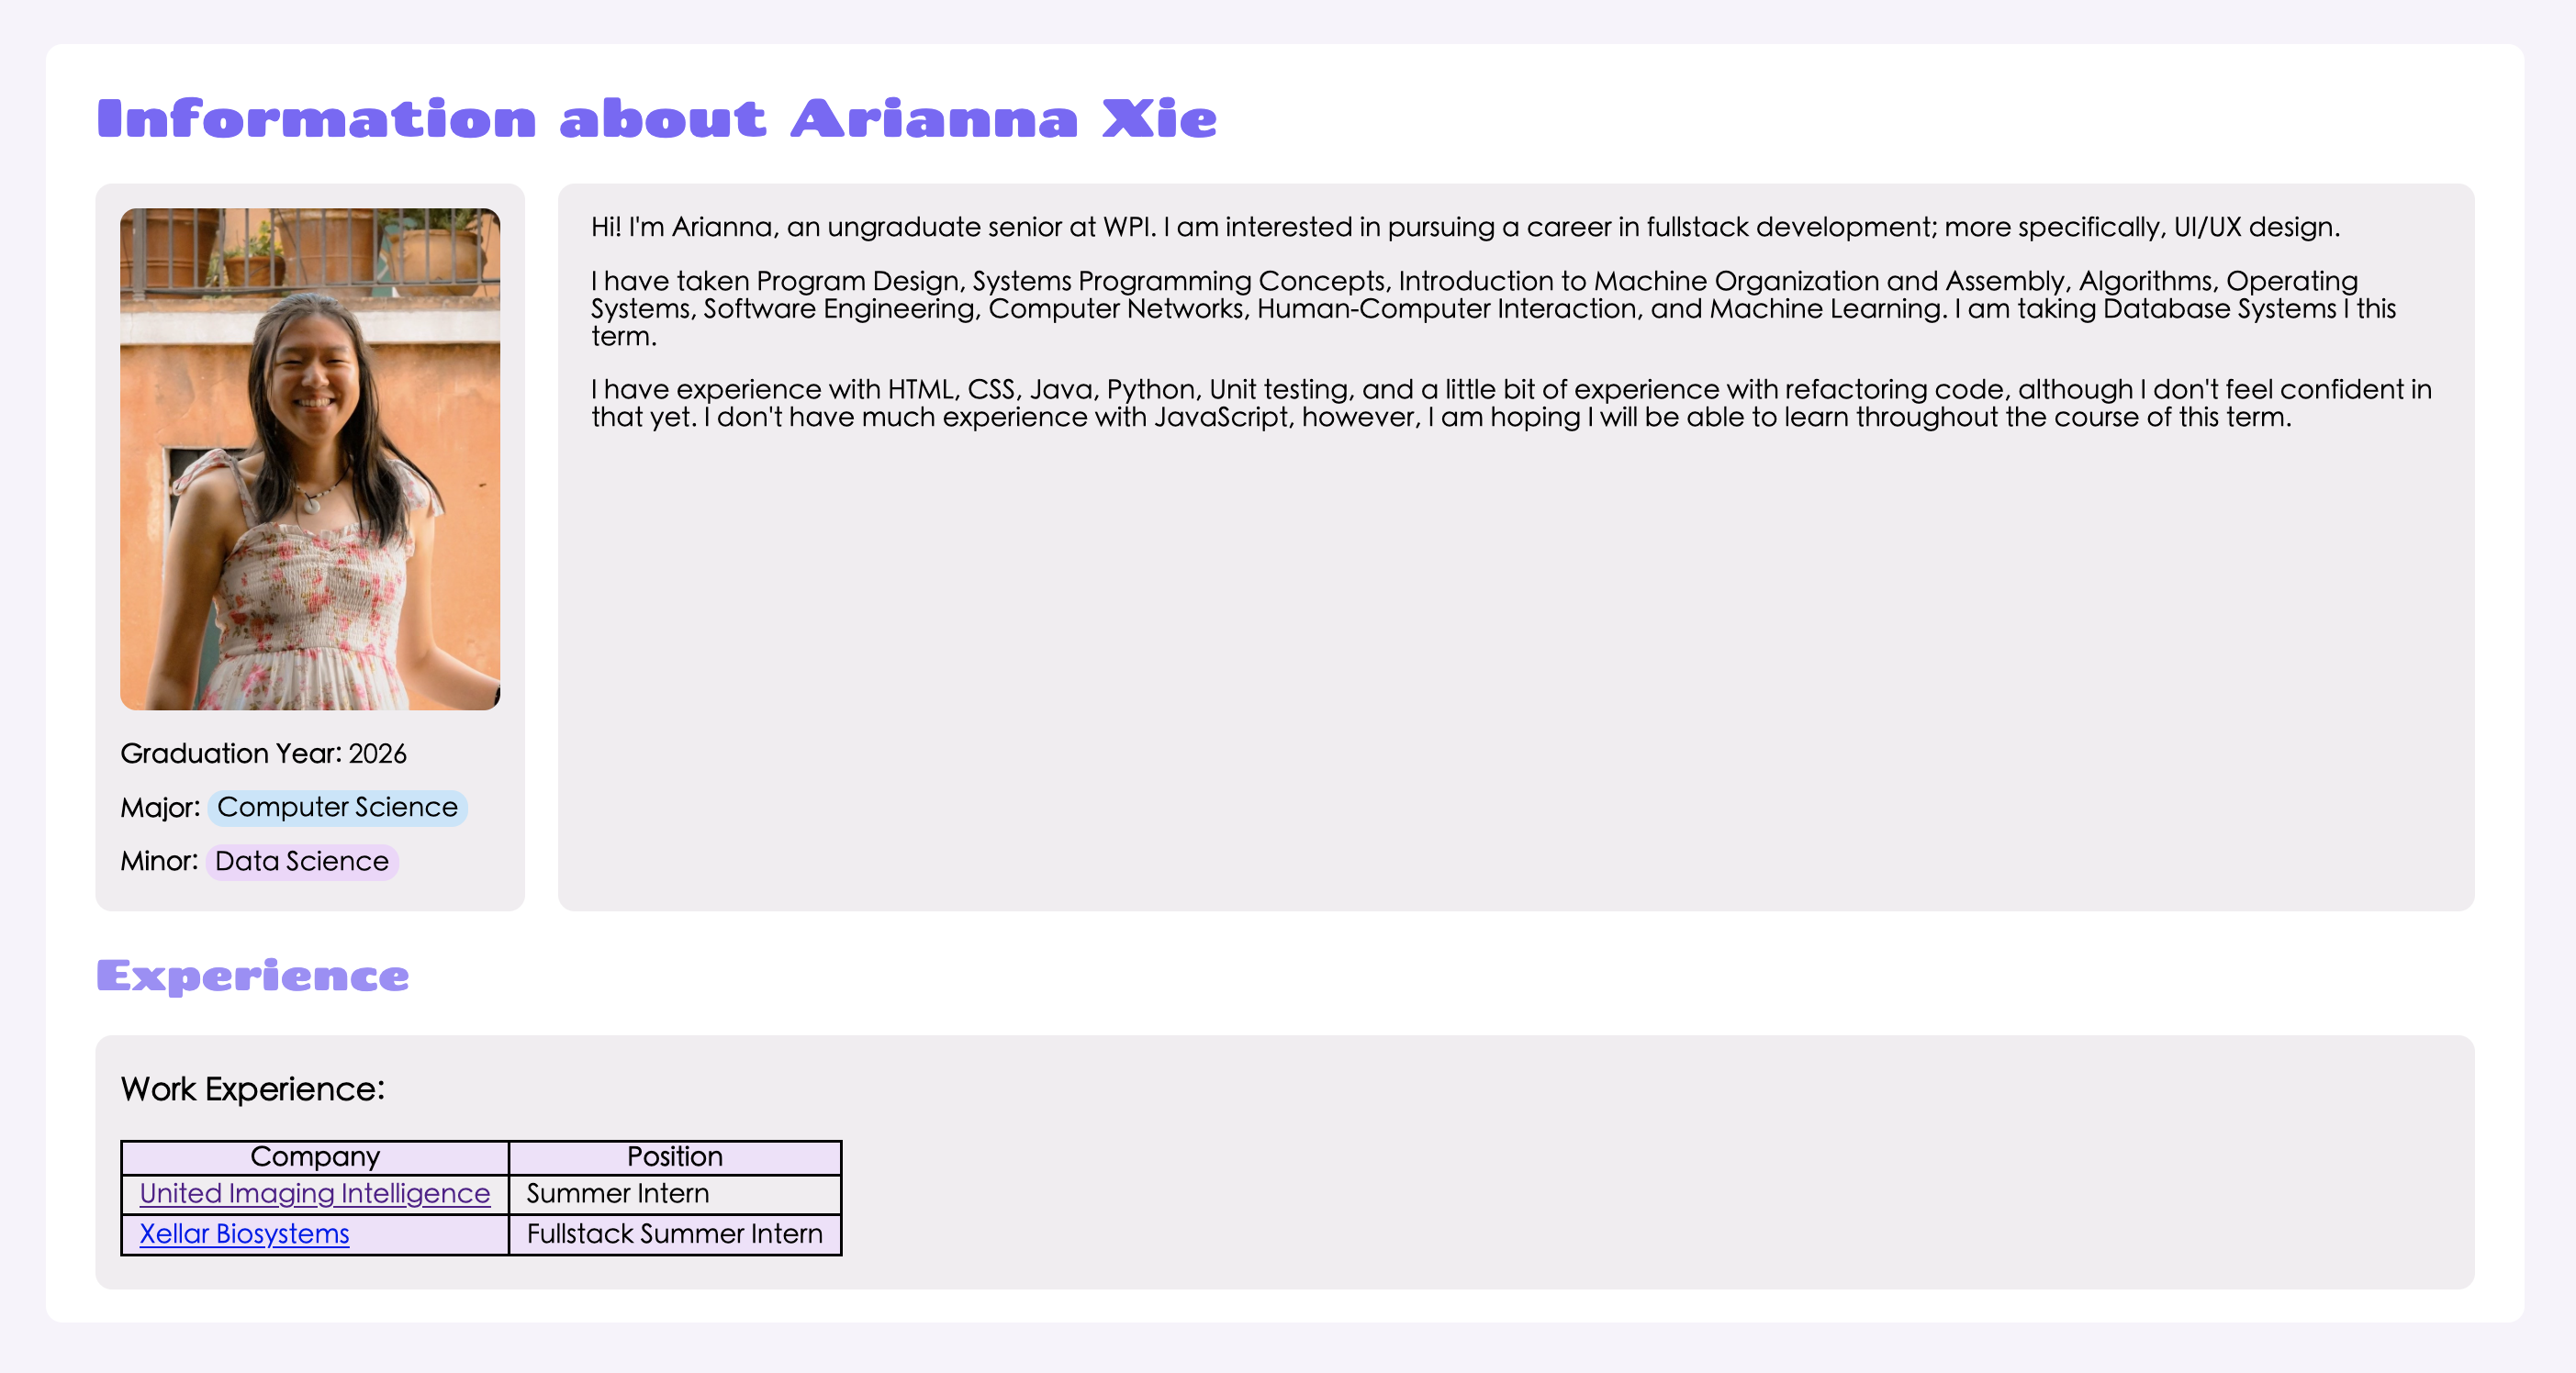 Information about Arianna Xie
Hi! I'm Arianna, an ungraduate senior at WPI. I am interested in pursuing a career in fullstack development; more specifically, UI/UX design.
I have taken Program Design, Systems Programming Concepts, Introduction to Machine Organization and Assembly, Algorithms, Operating
Systems, Software Engineering, Computer Networks, Human-Computer Interaction, and Machine Learning. I am taking Database Systems I this
term.
I have experience with HTML, CSS, Java, Python, Unit testing, and a little bit of experience with refactoring code, although I don't feel confident in
that yet. I don't have much experience with JavaScript, however, I am hoping I will be able to learn throughout the course of this term.
Graduation Year: 2026
Major: Computer Science
Minor: Data Science
Experience
Work Experience:
Company Position
United Imaging Intelligence Summer Intern
Xellar Biosystems Fullstack Summer Intern